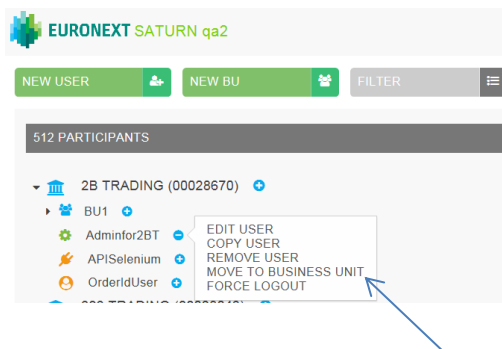 EURONEXT SATURN qa2
NEW USER
NEW BU
FILTER
512 PARTICIPANTS
2B TRADING (00028670)
BU1
Adminfor2BT
APISelenium
OrderIdUser
EDIT USER
COPY USER
REMOVE USER
MOVE TO BUSINESS UNIT
FORCE LOGOUT